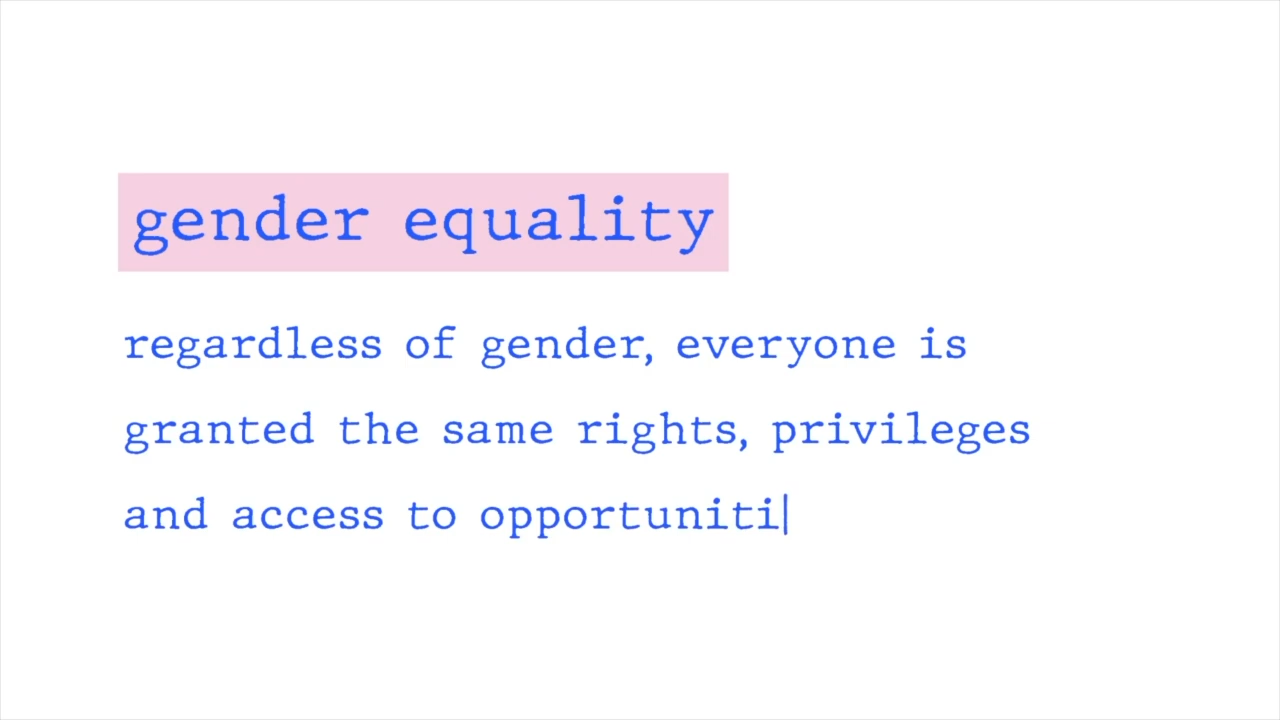 gender equality
regardless of gender, everyone is
granted the same rights, privileges
and access to opportuniti